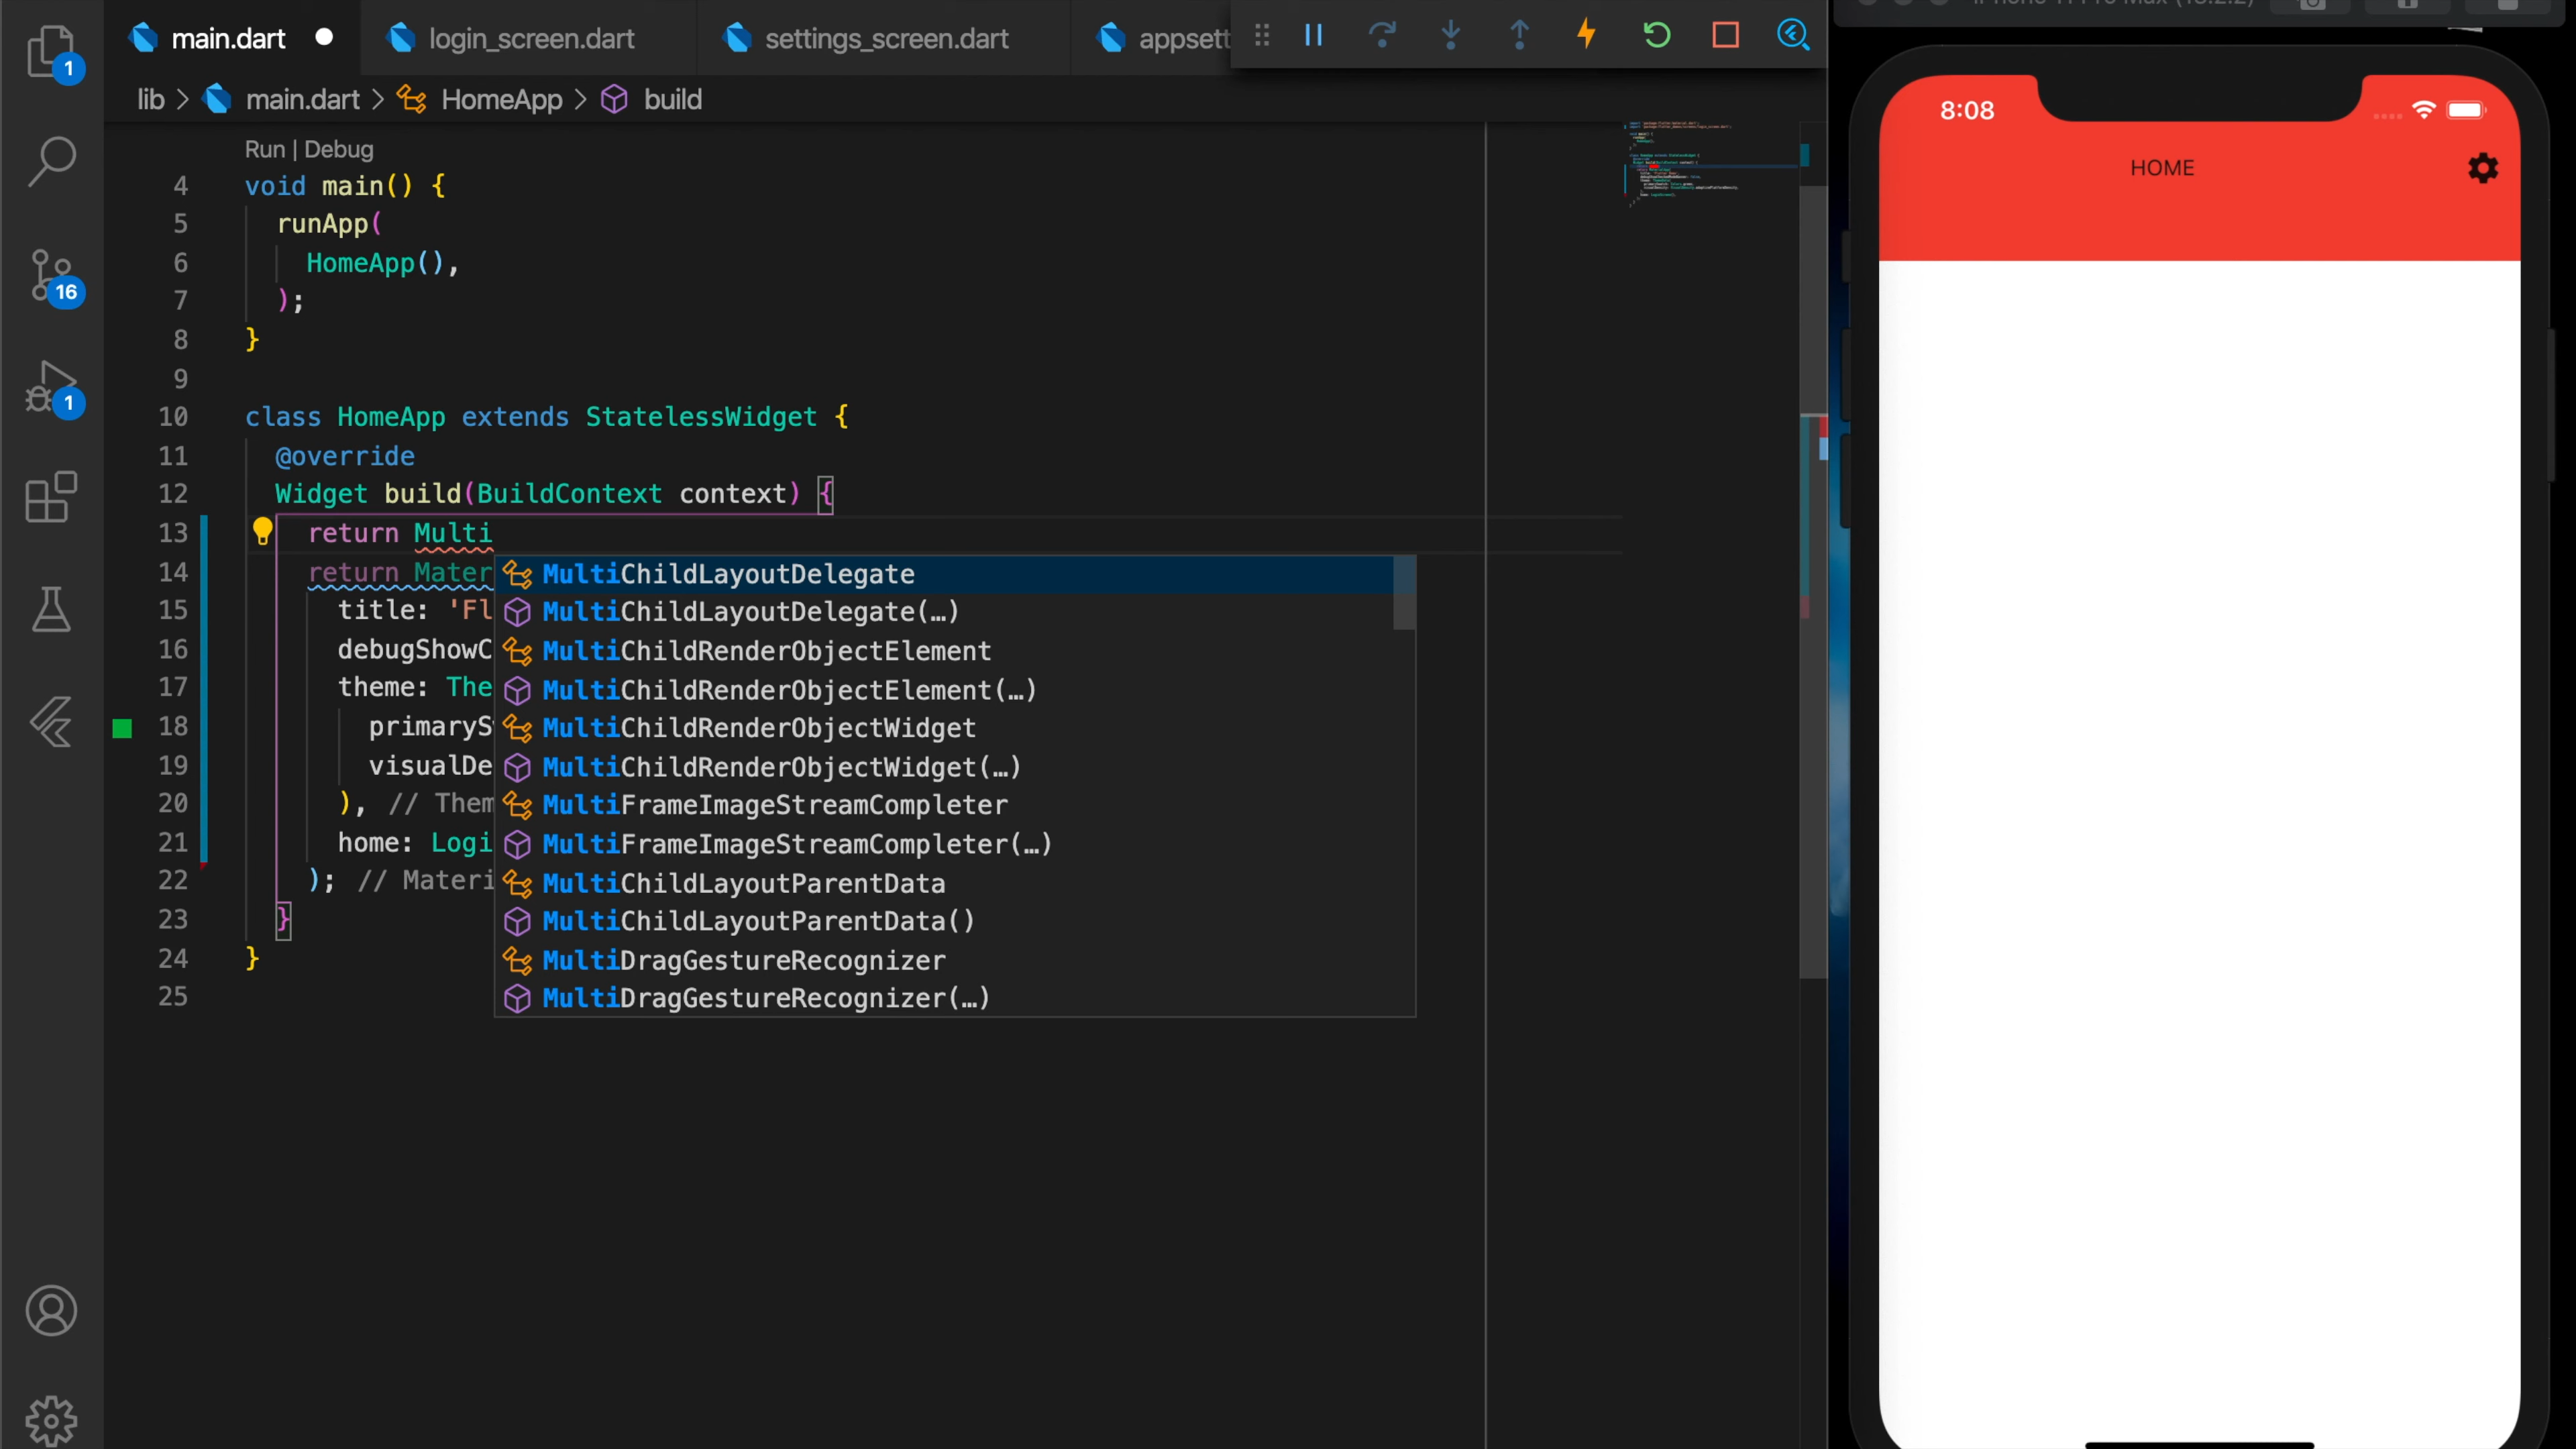 main.dart
login_screen.dart
settings_screen.dart
appsett
1
lib > main.dart > HomeApp > build
16
1
Run | Debug
4 void main() {
5 runApp(
6 HomeApp(),
7 );
8 }
9
10 class HomeApp extends StatelessWidget {
11 @override
12 Widget build(BuildContext context) {
13 return Multi
14 return Mater
15 title: 'Fl
16 debugShowC
17 theme: The
18 primarySw
19 visualDe
20 ), // Them
21 home: Logi
22 ); // Materi
23 }
24 }
25
MultiChildLayoutDelegate
MultiChildLayoutDelegate(…)
MultiChildRenderObjectElement
MultiChildRenderObjectElement(…)
MultiChildRenderObjectWidget
MultiChildRenderObjectWidget(…)
MultiFrameImageStreamCompleter
MultiFrameImageStreamCompleter(…)
MultiChildLayoutParentData
MultiChildLayoutParentData()
MultiDragGestureRecognizer
MultiDragGestureRecognizer(…)
8:08
HOME